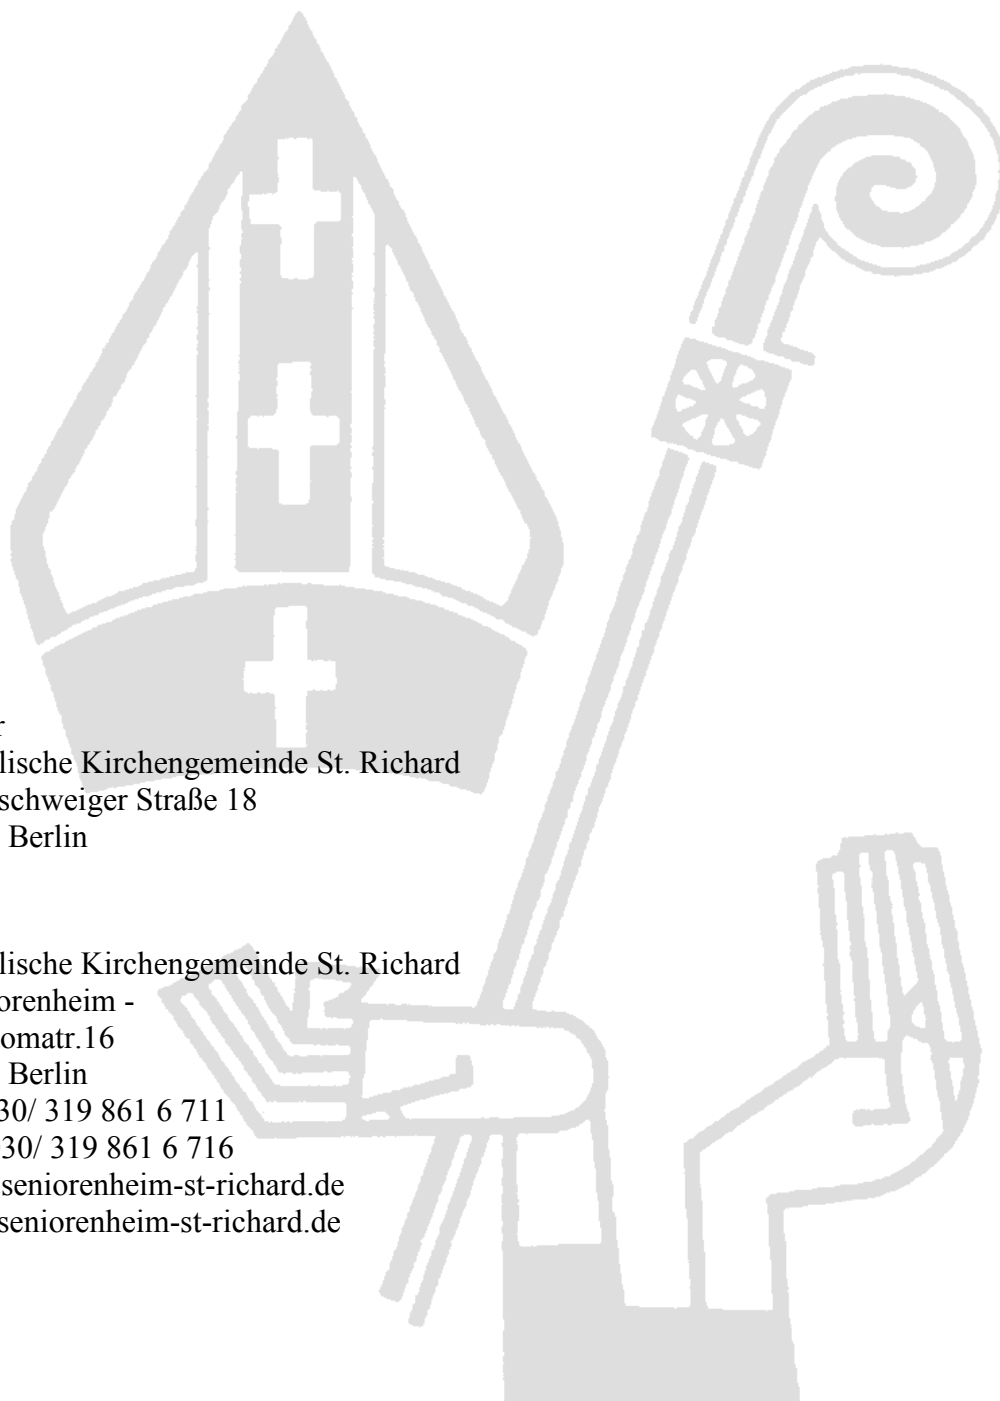 r
lische Kirchengemeinde St. Richard
schweiger Straße 18
Berlin
lische Kirchengemeinde St. Richard
orenheim -
omatr.16
Berlin
30/ 319 861 6 711
30/ 319 861 6 716
seniorenheim-st-richard.de
seniorenheim-st-richard.de